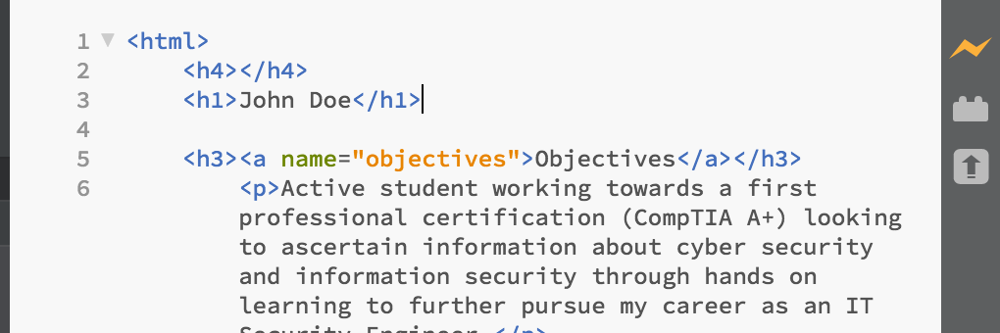 1 <html>
2 <h4></h4>
3 <h1>John Doe</h1>
4
5 <h3><a name="objectives">Objectives</a></h3>
6 <p>Active student working towards a first
professional certification (CompTIA A+) looking
to ascertain information about cyber security
and information security through hands on
learning to further pursue my career as an IT
Security Engineer.</p>